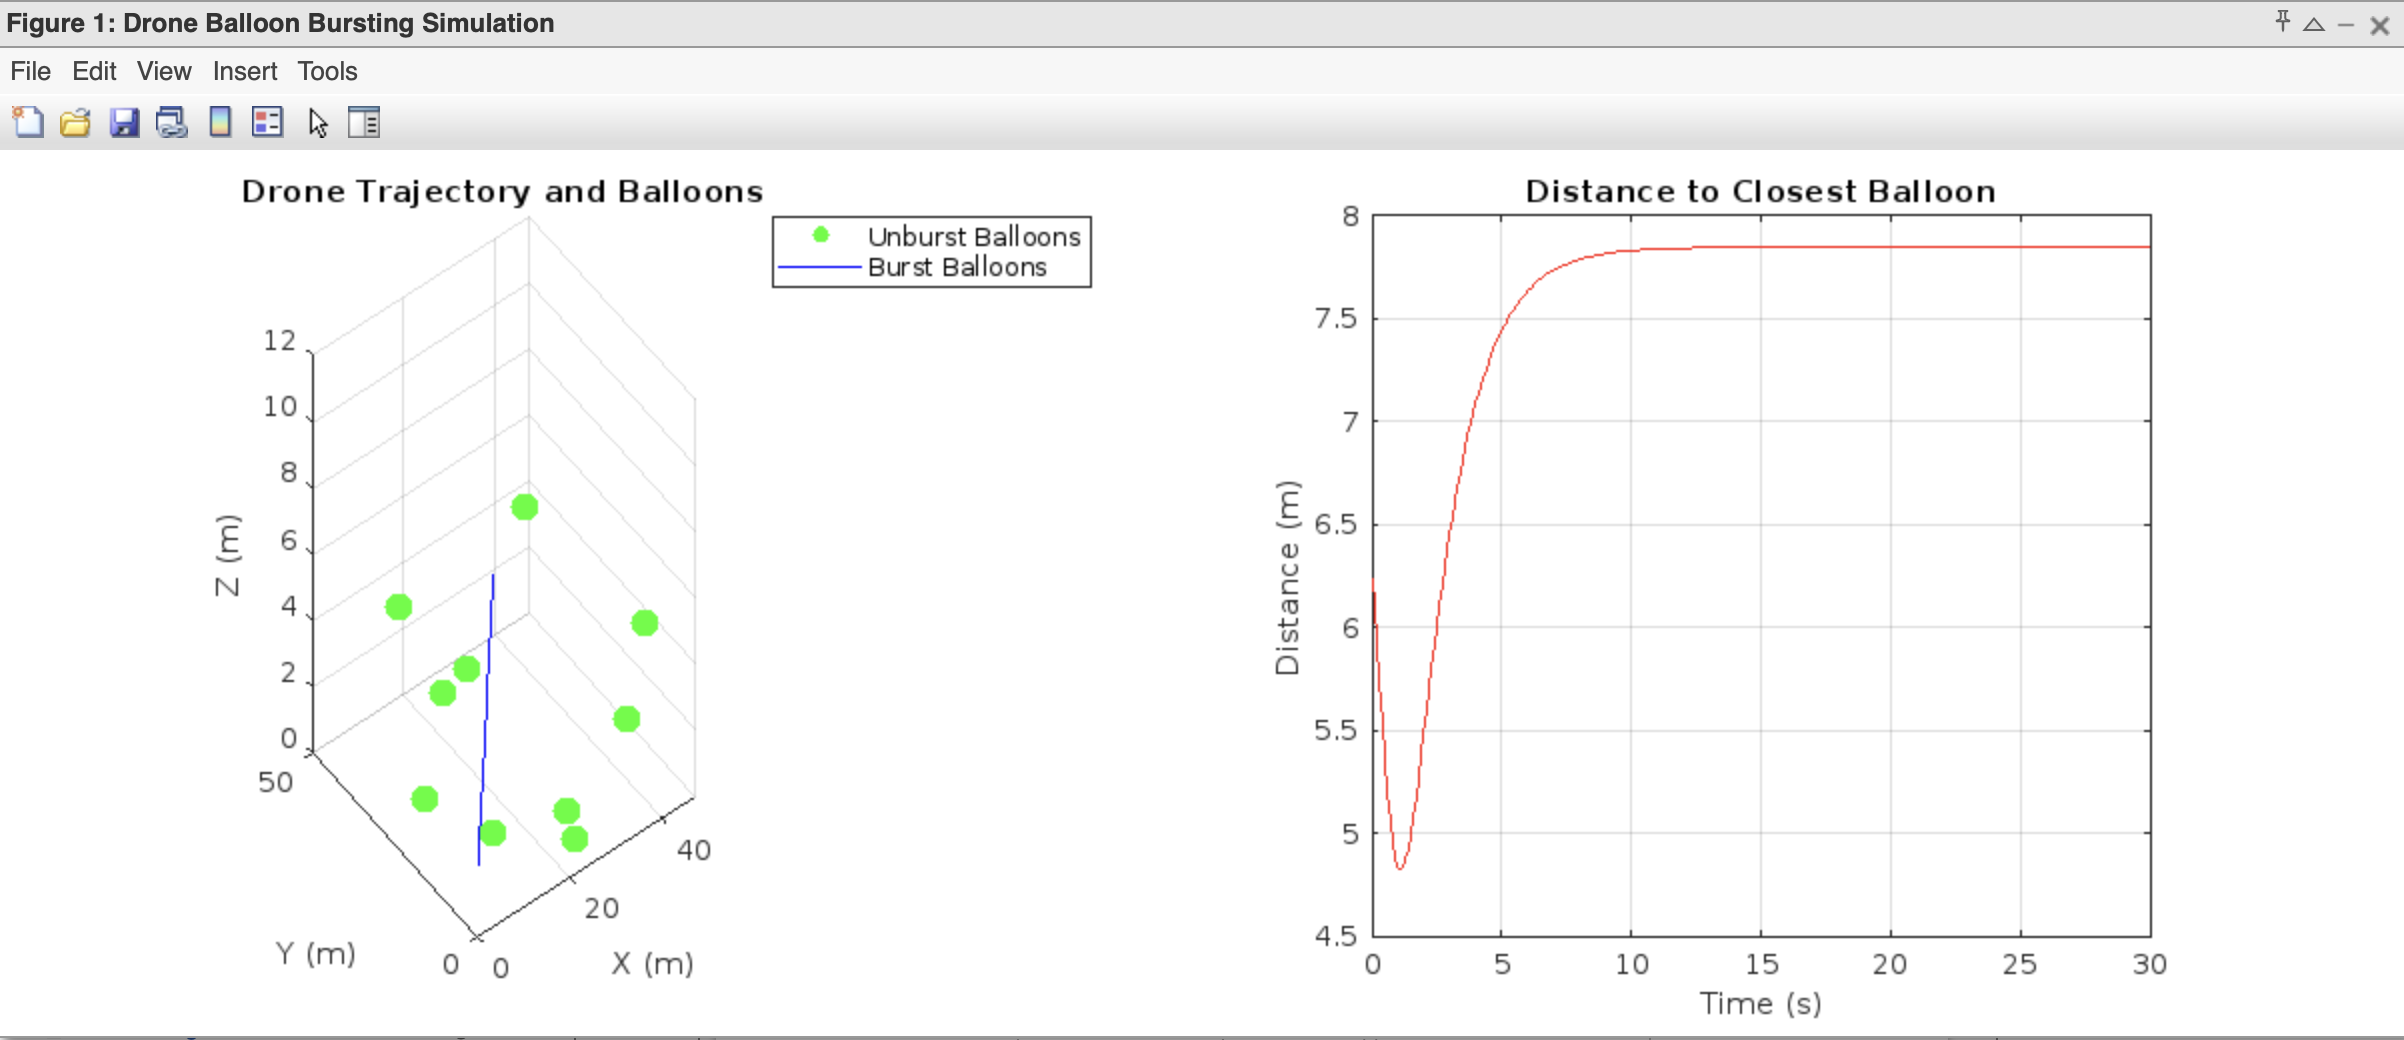 Figure 1: Drone Balloon Bursting Simulation
File Edit View Insert Tools
Drone Trajectory and Balloons
Unburst Balloons
Burst Balloons
12
10
8
6
4
2
0
Z (m)
50
0
Y (m)
0
20
40
X (m)
Distance to Closest Balloon
8
7.5
7
6.5
6
5.5
5
4.5
Distance (m)
0 5 10 15 20 25 30
Time (s)